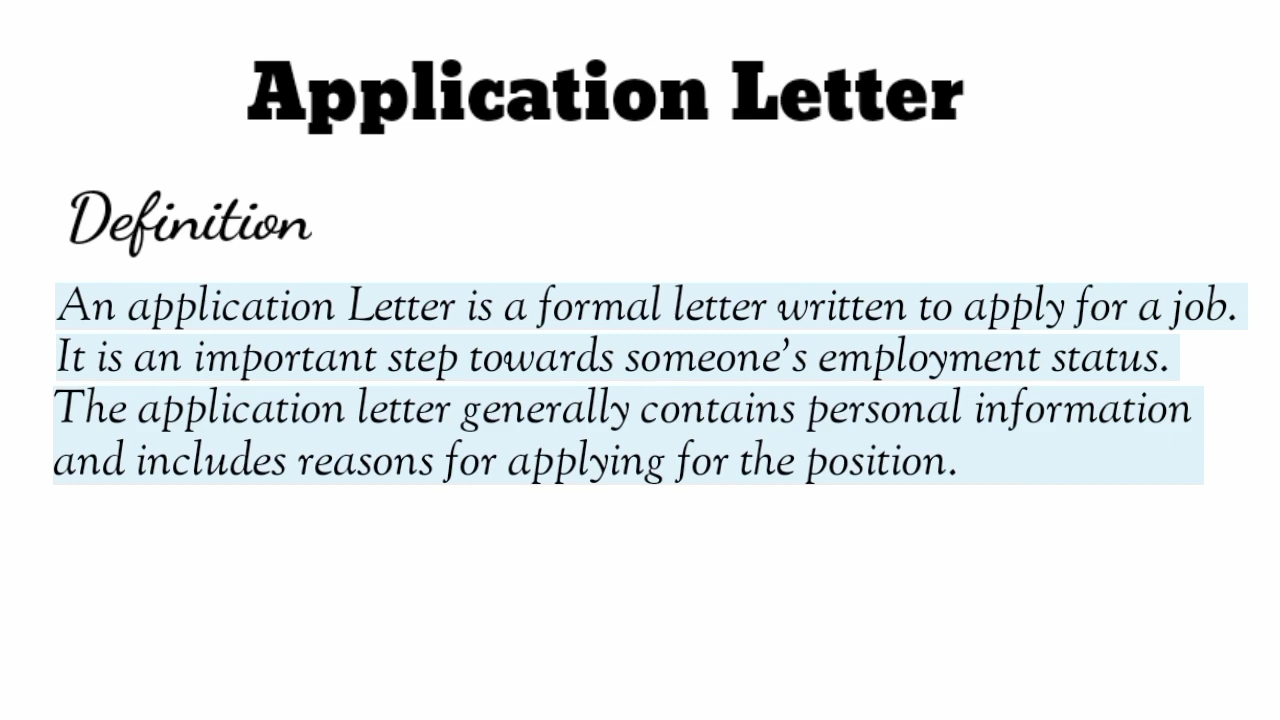 Application Letter
Definition
An application Letter is a formal letter written to apply for a job.
It is an important step towards someone’s employment status.
The application letter generally contains personal information
and includes reasons for applying for the position.